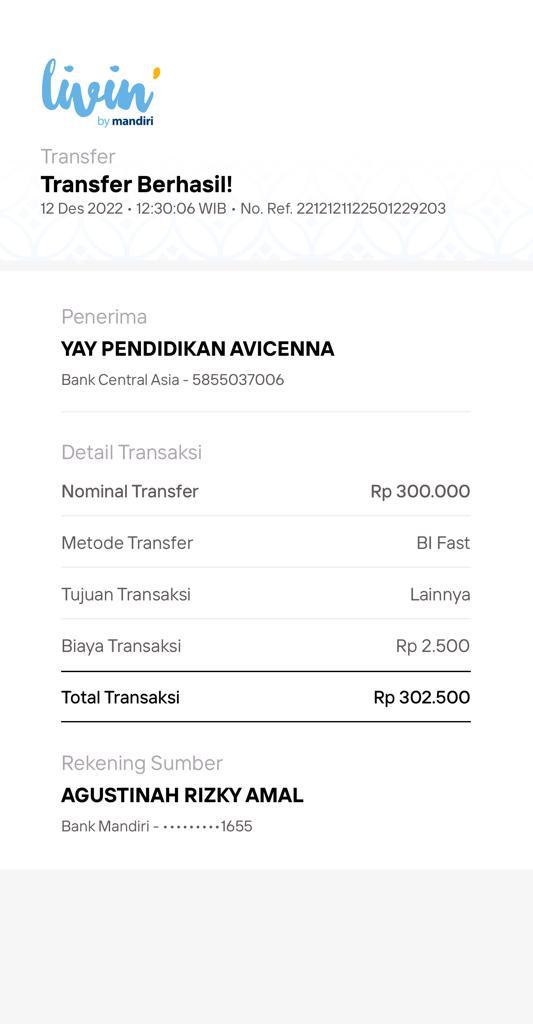 livin'
by mandiri
Transfer
Transfer Berhasil!
12 Des 2022 • 12:30:06 WIB • No. Ref. 2212121122501229203
Penerima
YAY PENDIDIKAN AVICENNA
Bank Central Asia - 5855037006
Detail Transaksi
Nominal Transfer Rp 300.000
Metode Transfer BI Fast
Tujuan Transaksi Lainnya
Biaya Transaksi Rp 2.500
Total Transaksi Rp 302.500
Rekening Sumber
AGUSTINAH RIZKY AMAL
Bank Mandiri - •••••••••1655